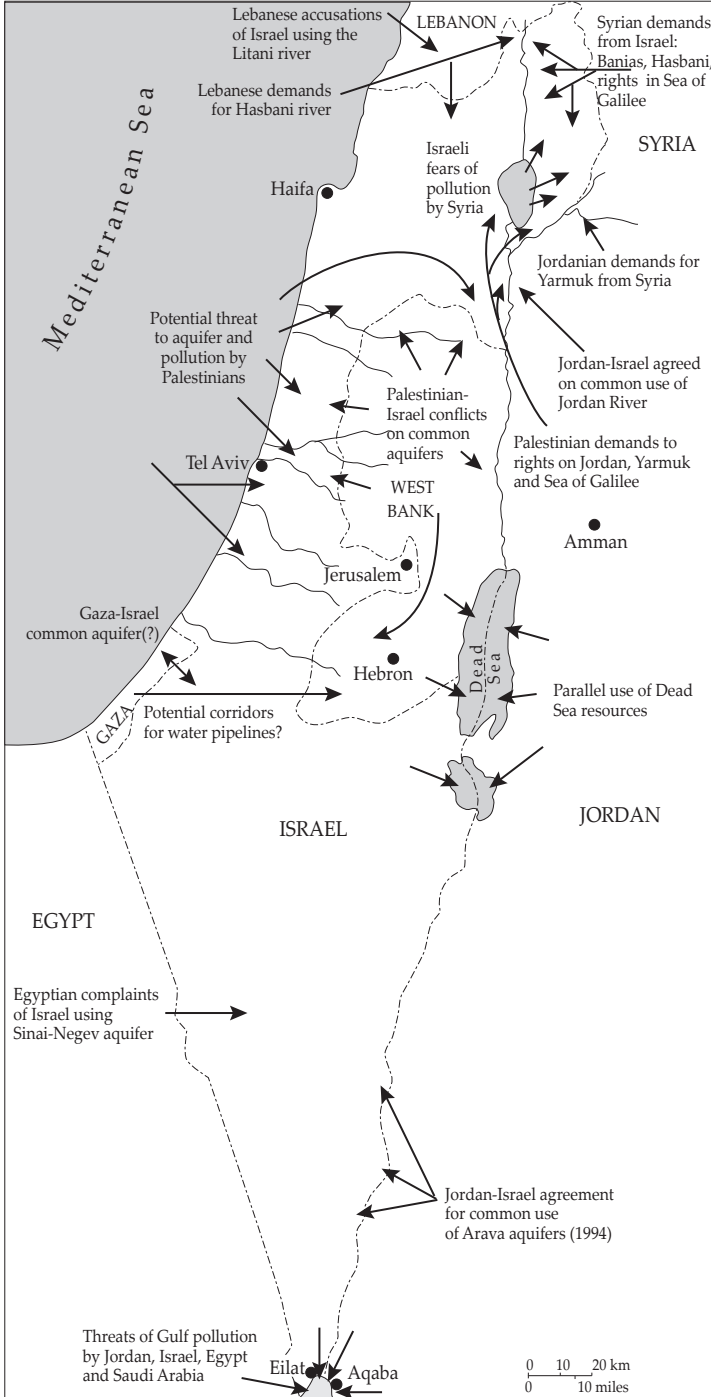 Lebanese accusations
of Israel using the
Litani river
LEBANON
Syrian demands
from Israel:
Banias, Hasbani,
rights in Sea of
Galilee
Lebanese demands
for Hasbani river
Mediterranean Sea
SYRIA
Israeli
fears of
pollution
by Syria
Haifa
Jordanian demands for
Yarmuk from Syria
Potential threat
to aquifer and
pollution by
Palestinians
Jordan-Israel agreed
on common use of
Jordan River
Palestinian-
Israel conflicts
on common
aquifers
Palestinian demands to
rights on Jordan, Yarmuk
and Sea of Galilee
Tel Aviv
WEST
BANK
Amman
Jerusalem
Gaza-Israel
common aquifer(?)
Hebron
Dead
Sea
GAZA
Potential corridors
for water pipelines?
Parallel use of Dead
Sea resources
ISRAEL
JORDAN
EGYPT
Egyptian complaints
of Israel using
Sinai-Negev aquifer
Jordan-Israel agreement
for common use
of Arava aquifers (1994)
Threats of Gulf pollution
by Jordan, Israel, Egypt
and Saudi Arabia
Eilat
Aqaba
0 10 20 km
0 10 miles